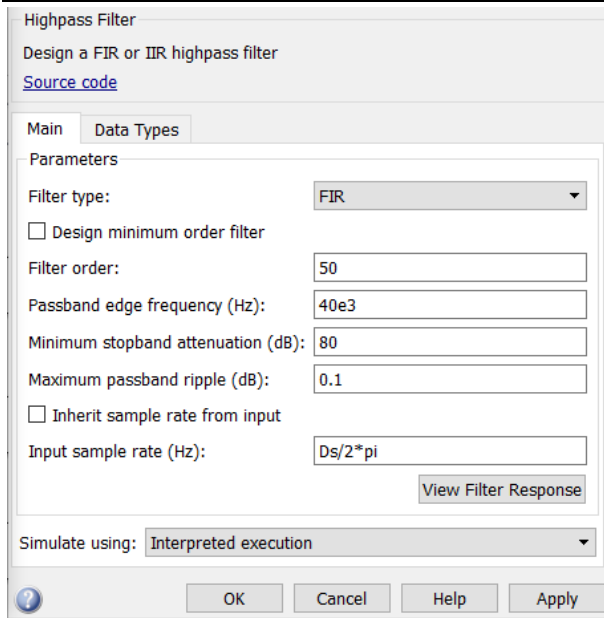 Highpass Filter
Design a FIR or IIR highpass filter
Source code
Main Data Types
Parameters
Filter type: FIR
Design minimum order filter
Filter order: 50
Passband edge frequency (Hz): 40e3
Minimum stopband attenuation (dB): 80
Maximum passband ripple (dB): 0.1
Inherit sample rate from input
Input sample rate (Hz): Ds/2*pi
View Filter Response
Simulate using: Interpreted execution
? OK Cancel Help Apply